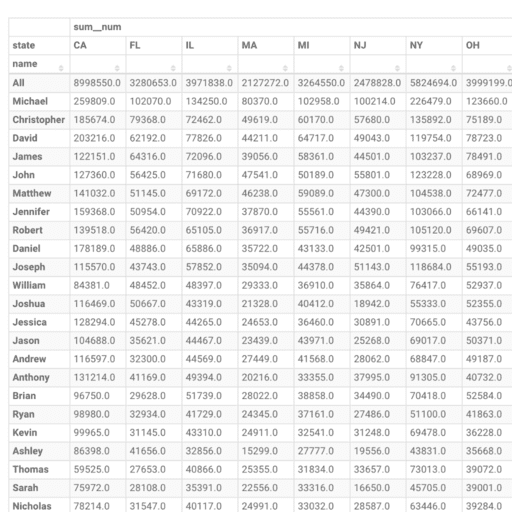 sum__num
state CA FL IL MA MI NJ NY OH
name
All 8998550.0 3280653.0 3971838.0 2127272.0 3264550.0 2478828.0 5824694.0 3999199.0
Michael 259809.0 102070.0 134250.0 80370.0 102958.0 100214.0 226479.0 123660.0
Christopher 185674.0 79368.0 72462.0 49619.0 60170.0 57680.0 135892.0 75189.0
David 203216.0 62192.0 77826.0 44211.0 64717.0 49043.0 119754.0 78723.0
James 122151.0 64316.0 72096.0 39056.0 58361.0 44501.0 103237.0 78491.0
John 127360.0 56425.0 71680.0 47541.0 50189.0 55801.0 123228.0 68969.0
Matthew 141032.0 51145.0 69172.0 46238.0 59089.0 47300.0 104538.0 72477.0
Jennifer 159368.0 50954.0 70922.0 37870.0 55561.0 44390.0 103066.0 66141.0
Robert 139518.0 56420.0 65105.0 36917.0 55716.0 49421.0 105120.0 69607.0
Daniel 178189.0 48886.0 65886.0 35722.0 43133.0 42501.0 99315.0 49035.0
Joseph 115570.0 43743.0 57852.0 35094.0 44378.0 51143.0 118684.0 55193.0
William 84381.0 48452.0 48397.0 29333.0 36910.0 35864.0 76417.0 52937.0
Joshua 116469.0 50667.0 43319.0 21328.0 40412.0 18942.0 55333.0 52355.0
Jessica 128294.0 45278.0 44265.0 24653.0 36460.0 30891.0 70665.0 43756.0
Jason 104688.0 35621.0 44467.0 23439.0 43971.0 25268.0 69017.0 50371.0
Andrew 116597.0 32300.0 44569.0 27449.0 41568.0 28062.0 68847.0 49187.0
Anthony 131214.0 41169.0 49394.0 20216.0 33355.0 37995.0 91305.0 40732.0
Brian 96750.0 29628.0 51739.0 28022.0 38858.0 34490.0 70418.0 52584.0
Ryan 98980.0 32934.0 41729.0 24345.0 37161.0 27486.0 51100.0 41863.0
Kevin 99965.0 31145.0 43310.0 24911.0 32541.0 31248.0 69478.0 36228.0
Ashley 86398.0 41656.0 32856.0 15299.0 27777.0 19556.0 43831.0 35668.0
Thomas 59525.0 27653.0 40866.0 25355.0 31834.0 33657.0 73013.0 39072.0
Sarah 75972.0 28108.0 35391.0 22556.0 33316.0 16650.0 45705.0 39001.0
Nicholas 78214.0 31547.0 40117.0 24991.0 33032.0 28587.0 63446.0 39284.0